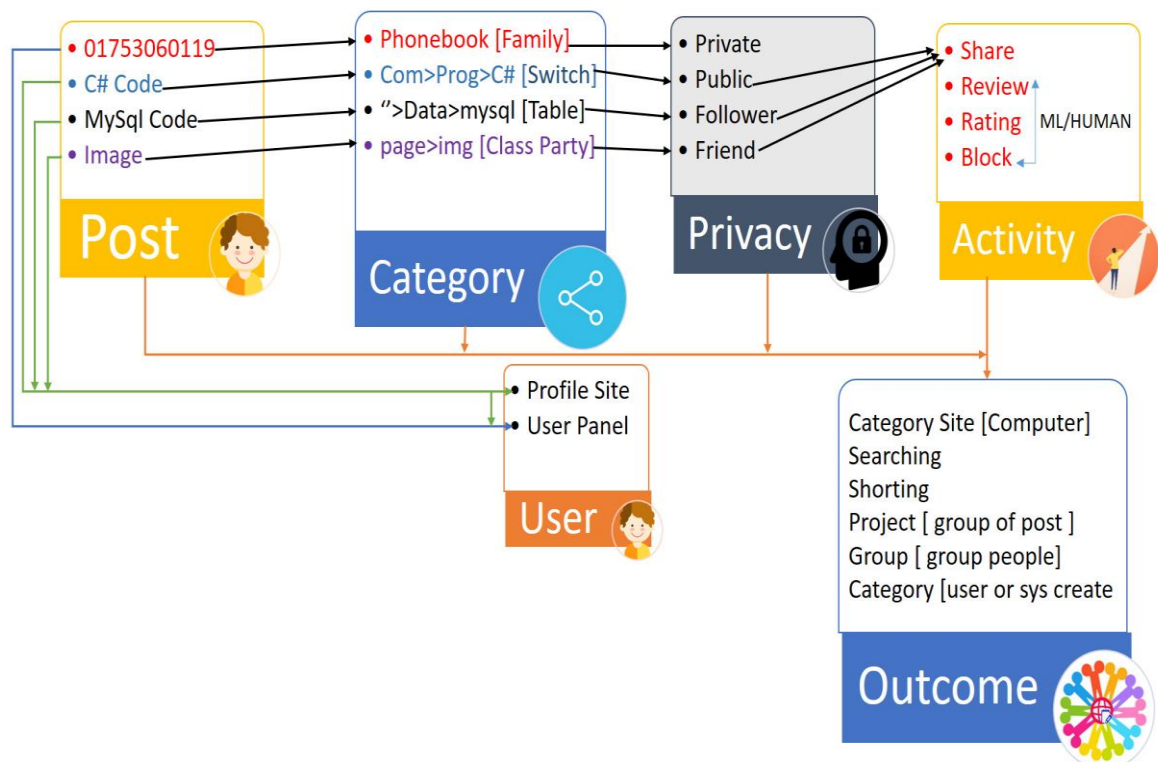 • 01753060119
• C# Code
• MySql Code
• Image
Post
• Phonebook [Family]
• Com>Prog>C# [Switch]
• ‘’>Data>mysql [Table]
• page>img [Class Party]
Category
• Private
• Public
• Follower
• Friend
Privacy
• Share
• Review
• Rating
• Block
ML/HUMAN
Activity
• Profile Site
• User Panel
User
Category Site [Computer]
Searching
Shorting
Project [ group of post ]
Group [ group people]
Category [user or sys create
Outcome